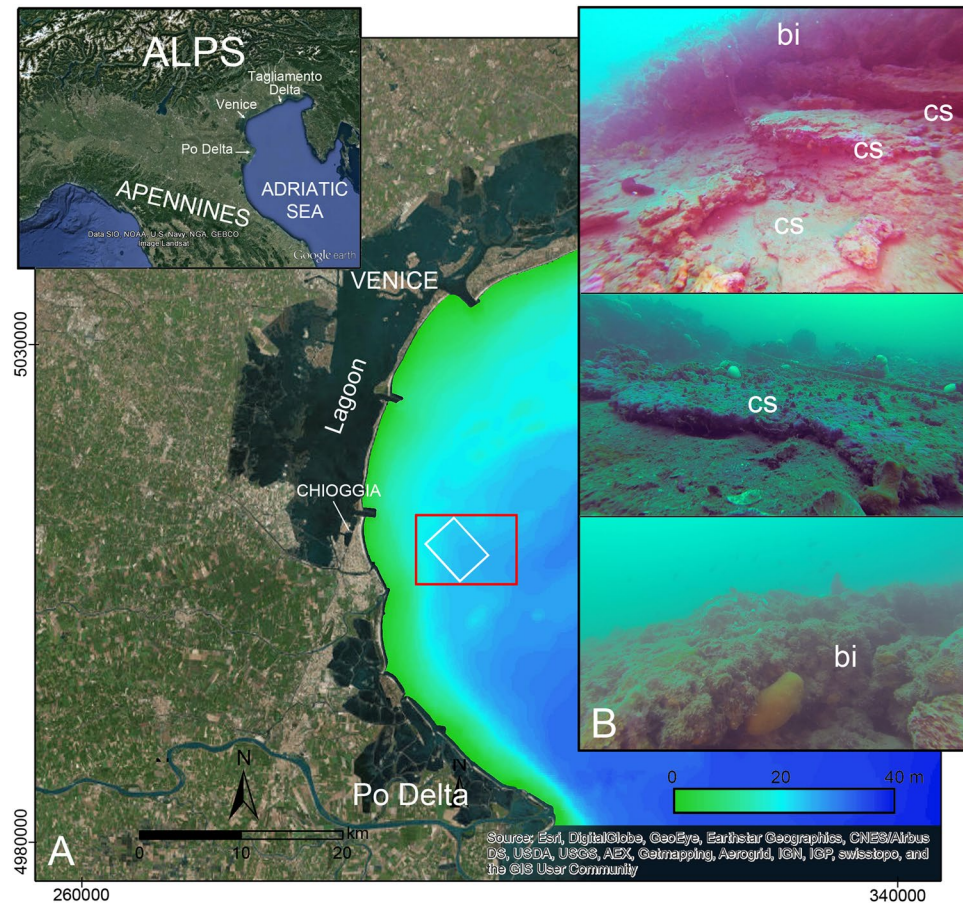 ALPS
Tagliamento
Delta
Venice
Po Delta
APENNINES
ADRIATIC
SEA
Data SIO, NOAA, U.S. Navy, NGA, GEBCO
Image Landsat
Google earth
VENICE
Lagoon
CHIOGGIA
5030000
4980000
N
N
Po Delta
km
0 10 20
A
260000
340000
bi
cs
cs
cs
cs
bi
B
0 20 40 m
Source: Esri, DigitalGlobe, GeoEye, Earthstar Geographics, CNES/Airbus
DS, USDA, USGS, AEX, Getmapping, Aerogrid, IGN, IGP, swisstopo, and
the GIS User Community